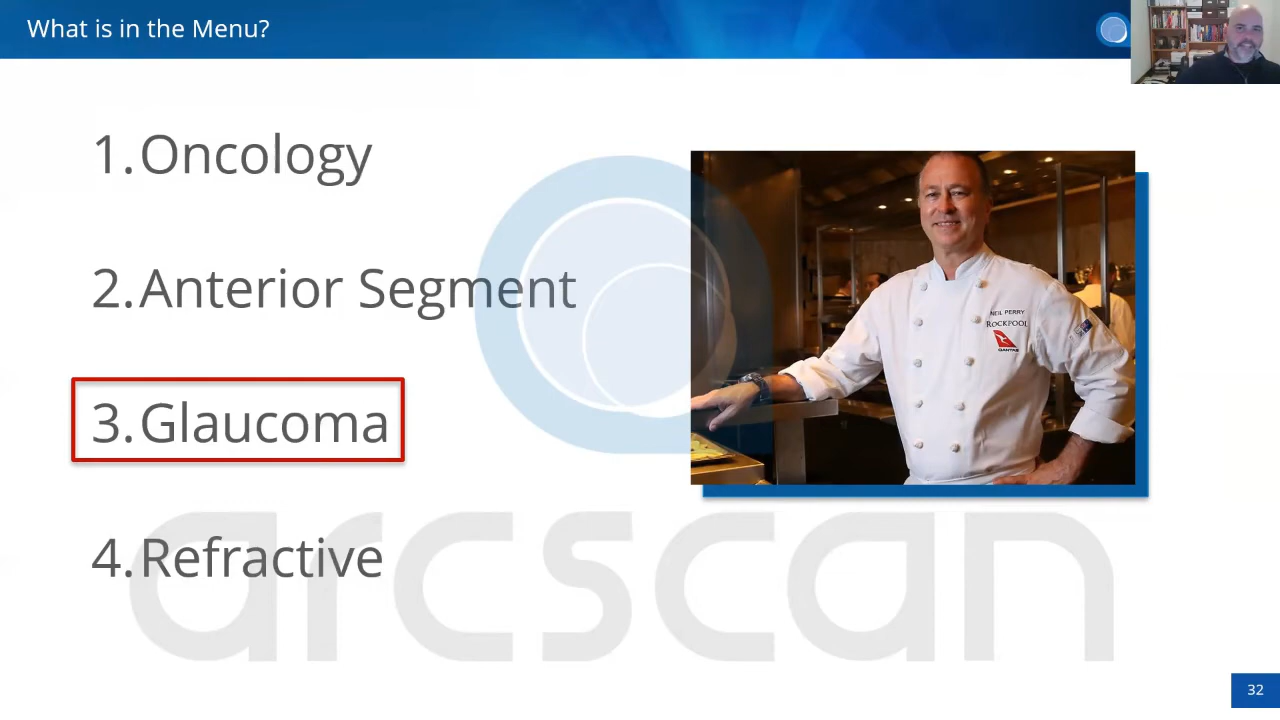 What is in the Menu?
1. Oncology
2. Anterior Segment
3. Glaucoma
4. Refractive
NEIL PERRY
ROCKPOOL
QANTAS
arcscan
32